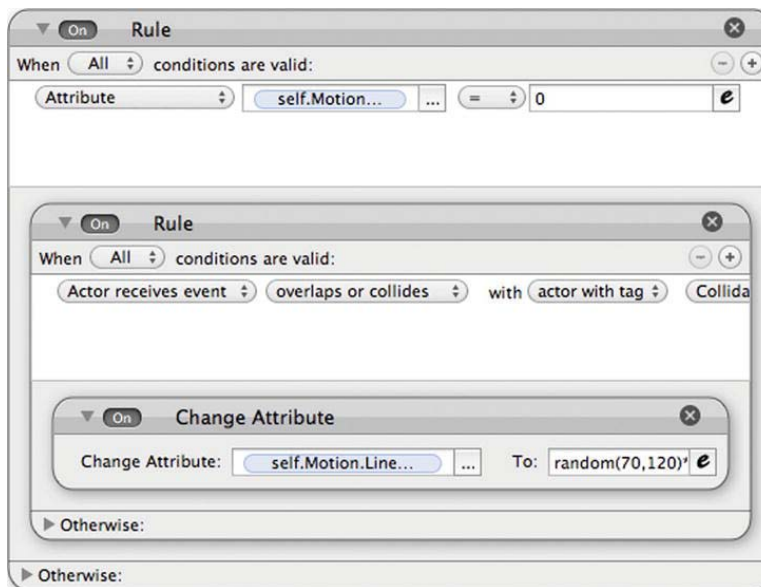 On Rule
When All conditions are valid:
Attribute self.Motion... ... = 0 e
On Rule
When All conditions are valid:
Actor receives event overlaps or collides with actor with tag Collida
On Change Attribute
Change Attribute: self.Motion.Line... ... To: random(70,120)* e
Otherwise:
Otherwise: